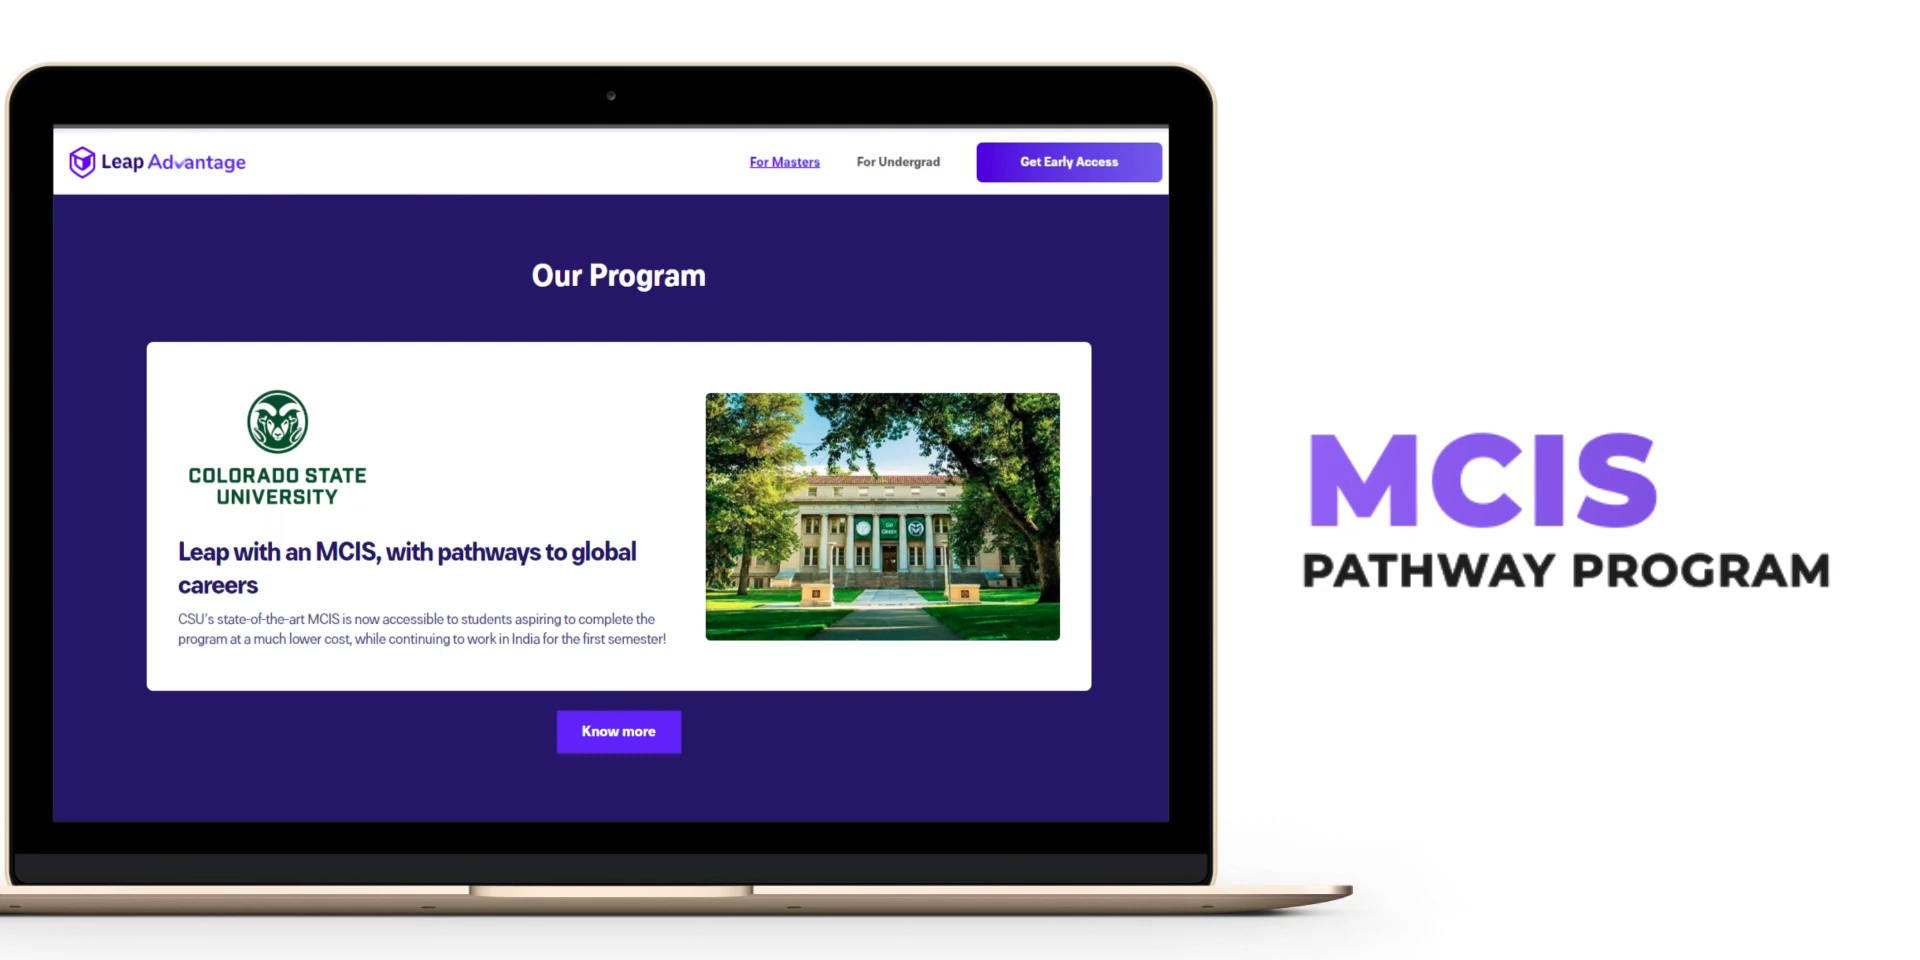 Leap Advantage
For Masters
For Undergrad
Get Early Access
Our Program
COLORADO STATE
UNIVERSITY
Leap with an MCIS, with pathways to global
careers
CSU's state-of-the-art MCIS is now accessible to students aspiring to complete the
program at a much lower cost, while continuing to work in India for the first semester!
GO
GREEN
Know more
MCIS
PATHWAY PROGRAM